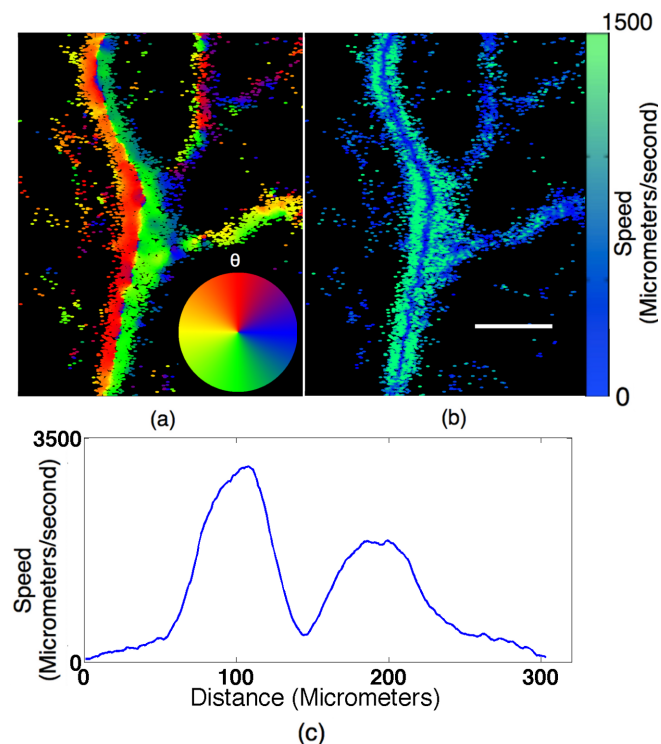 1500
θ
Speed
(Micrometers/second)
0
(a)
(b)
3500
Speed
(Micrometers/second)
0
0
100
200
300
Distance (Micrometers)
(c)